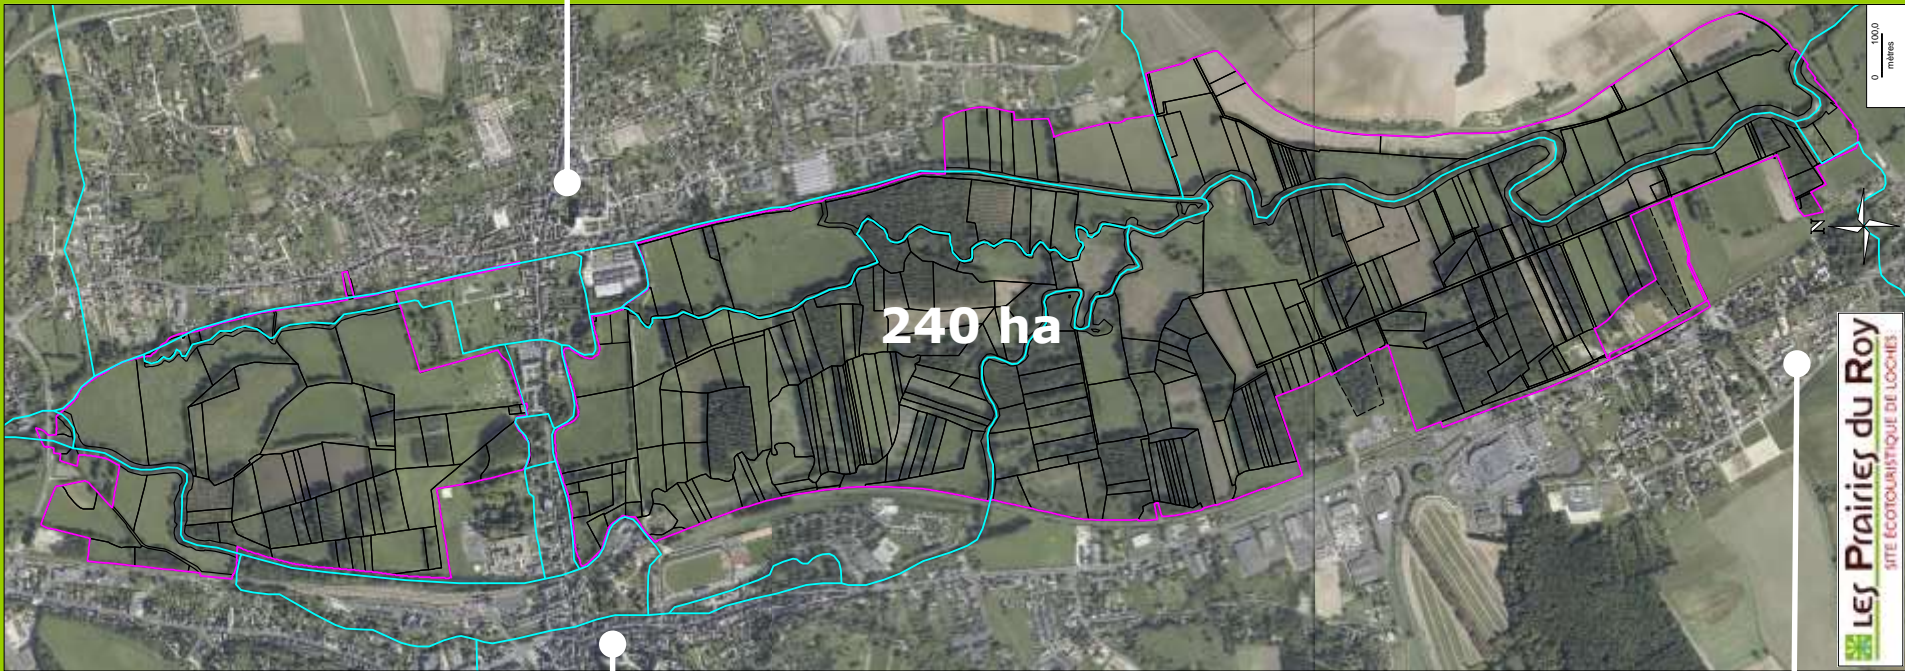 240 ha
0 100,0
mètres
N
LES Prairies du Roy
SITE ÉCOTOURISTIQUE DE LOCHES